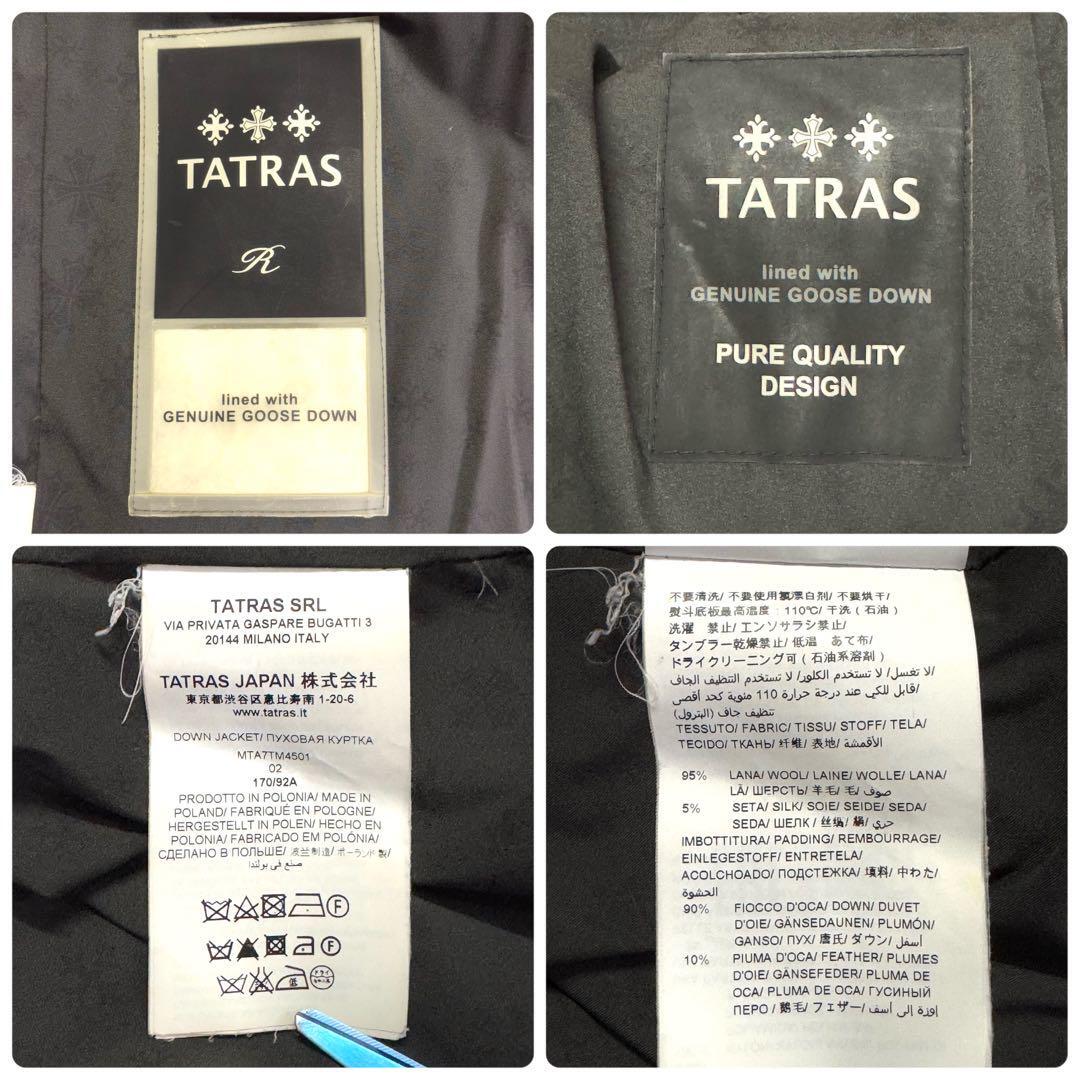 TATRAS
R
lined with
GENUINE GOOSE DOWN
TATRAS
lined with
GENUINE GOOSE DOWN
PURE QUALITY
DESIGN
TATRAS SRL
VIA PRIVATA GASPARE BUGATTI 3
20144 MILANO ITALY
TATRAS JAPAN 株式会社
東京都渋谷区恵比寿南 1-20-6
www.tatras.it
DOWN JACKET/ ПУХОВАЯ КУРТКА
MTA7TM4501
02
170/92A
PRODOTTO IN POLONIA/ MADE IN
POLAND/ FABRIQUÉ EN POLOGNE/
HERGESTELLT IN POLEN/ HECHO EN
POLONIA/ FABRICADO EM POLÓNIA/
СДЕЛАНО В ПОЛЬШЕ/ 波兰制造/ ポーランド製/
صنع في بولندا/
不要清洗/ 不要使用氯漂白剂/ 不要烘干/
熨斗底板最高温度 : 110℃/ 干洗 ( 石油 )
洗濯 禁止/ エンソサラシ禁止/
タンブラー乾燥禁止/ 低温 あて布/
ドライクリーニング可 ( 石油系溶剤 )
/لا تغسل/ لا تستخدم الكلور/ لا تستخدم التنظيف الجاف
/قابل للكي عند درجة حرارة 110 مئوية كحد أقصى
تنظيف جاف (البترول)
TESSUTO/ FABRIC/ TISSU/ STOFF/ TELA/
TECIDO/ ТКАНЬ/ 纤维/ 表地/ الأقمشة/
95% LANA/ WOOL/ LAINE/ WOLLE/ LANA/
LÃ/ ШЕРСТЬ/ 羊毛/ 毛/ صوف/
5% SETA/ SILK/ SOIE/ SEIDE/ SEDA/
SEDA/ ШЕЛК/ 丝绸/ 絹/ حري/
IMBOTTITURA/ PADDING/ REMBOURRAGE/
EINLEGESTOFF/ ENTRETELA/
ACOLCHOADO/ ПОДСТЕЖКА/ 填料/ 中わた/
الحشوة
90% FIOCCO D'OCA/ DOWN/ DUVET
D'OIE/ GÄNSEDAUNEN/ PLUMÓN/
GANSO/ ПУХ/ 唐氏/ ダウン/ أسفل/
10% PIUMA D'OCA/ FEATHER/ PLUMES
D'OIE/ GÄNSEFEDER/ PLUMA DE
OCA/ PLUMA DE OCA/ ГУСИНЫЙ
ПЕРО / 鹅毛/ フェザー/ إوزة إلى أسف/